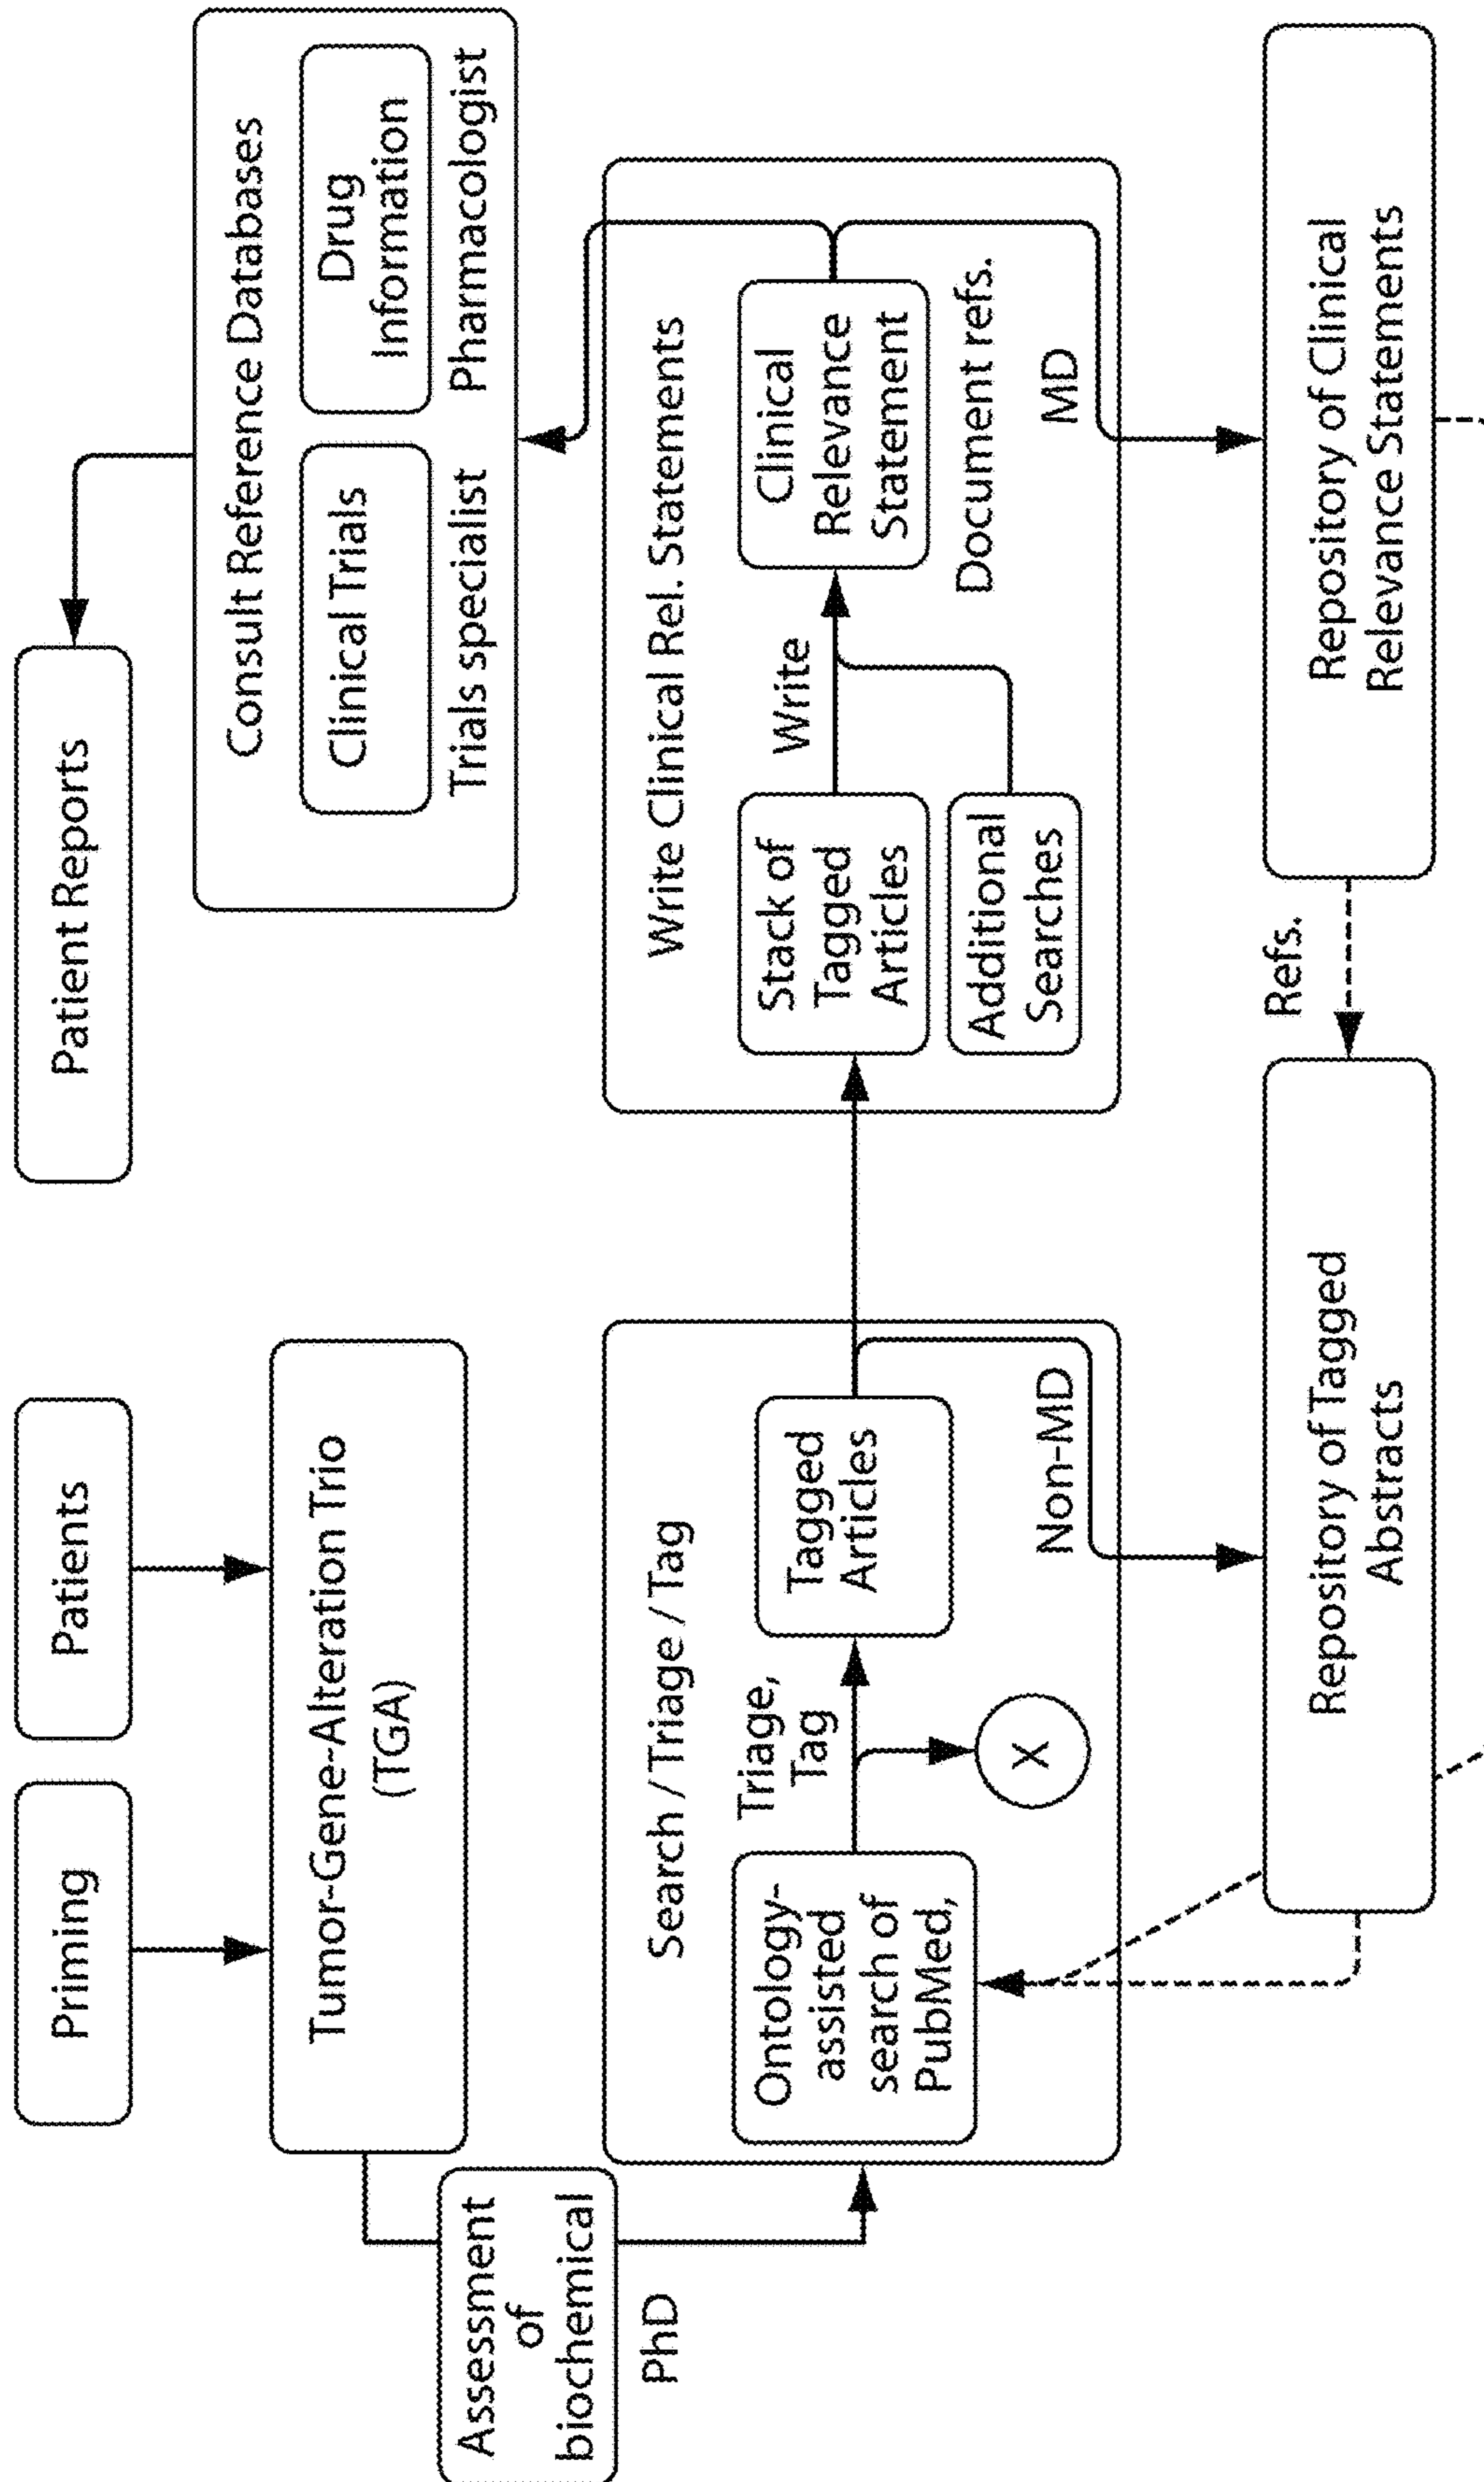 Priming
Patients
Patient Reports
Tumor-Gene-Alteration Trio
(TGA)
Consult Reference Databases
Clinical Trials
Drug
Information
Trials specialist
Pharmacologist
Assessment
of
biochemical
PhD
Search / Triage / Tag
Ontology-
assisted
search of
PubMed,
Triage,
Tag
X
Tagged
Articles
Non-MD
Write Clinical Rel. Statements
Stack of
Tagged
Articles
Additional
Searches
Write
Clinical
Relevance
Statement
Document refs.
MD
Repository of Tagged
Abstracts
Refs.
Repository of Clinical
Relevance Statements